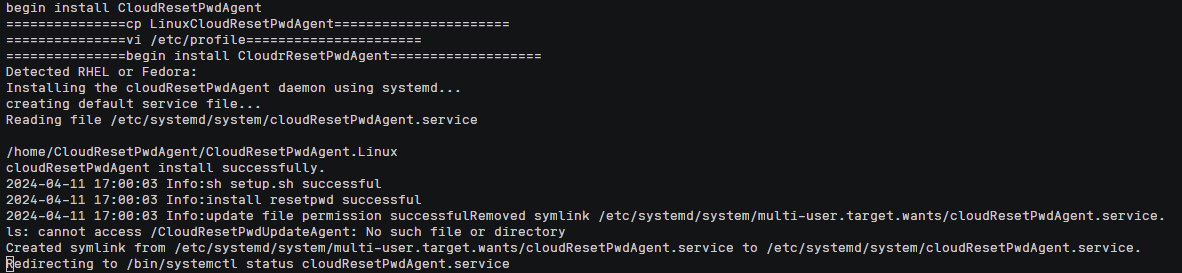 begin install CloudResetPwdAgent
===============cp LinuxCloudResetPwdAgent======================
===============vi /etc/profile======================
===============begin install CloudrResetPwdAgent===================
Detected RHEL or Fedora:
Installing the cloudResetPwdAgent daemon using systemd...
creating default service file...
Reading file /etc/systemd/system/cloudResetPwdAgent.service
/home/CloudResetPwdAgent/CloudResetPwdAgent.Linux
cloudResetPwdAgent install successfully.
2024-04-11 17:00:03 Info:sh setup.sh successful
2024-04-11 17:00:03 Info:install resetpwd successful
2024-04-11 17:00:03 Info:update file permission successfulRemoved symlink /etc/systemd/system/multi-user.target.wants/cloudResetPwdAgent.service.
ls: cannot access /CloudResetPwdUpdateAgent: No such file or directory
Created symlink from /etc/systemd/system/multi-user.target.wants/cloudResetPwdAgent.service to /etc/systemd/system/cloudResetPwdAgent.service.
Redirecting to /bin/systemctl status cloudResetPwdAgent.service